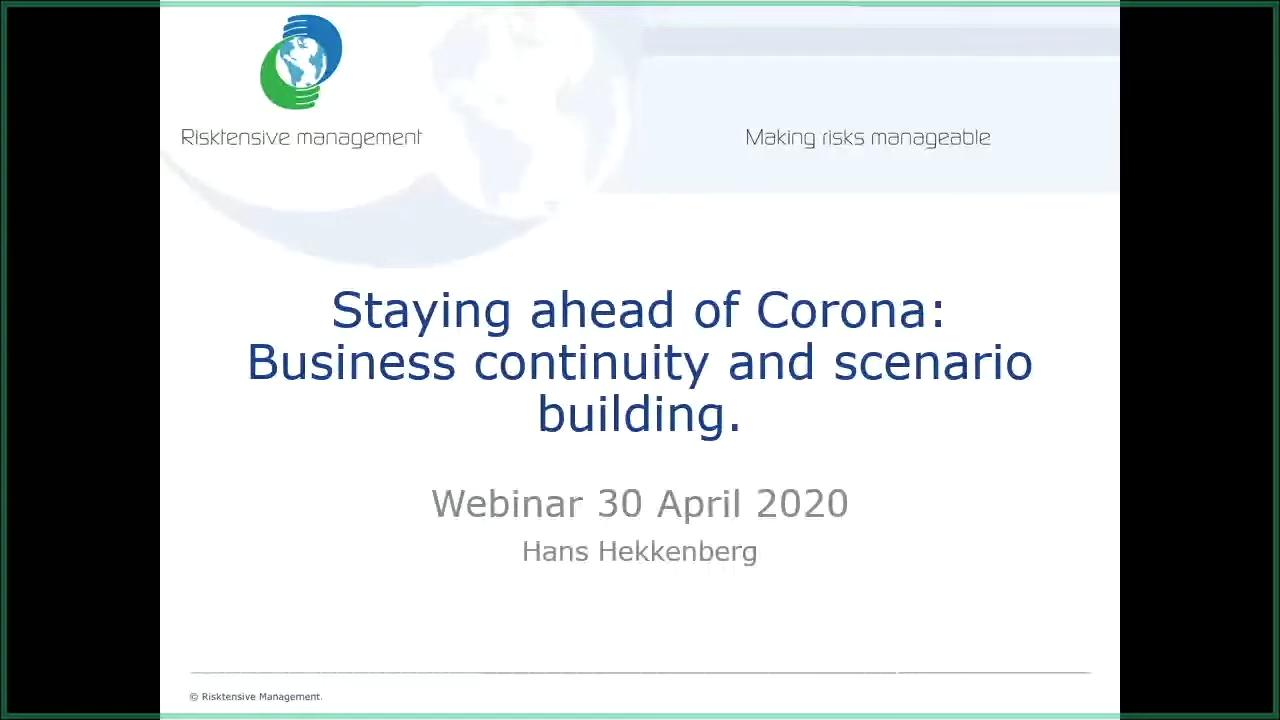 Risktensive management
Making risks manageable
Staying ahead of Corona:
Business continuity and scenario
building.
Webinar 30 April 2020
Hans Hekkenberg
© Risktensive Management.